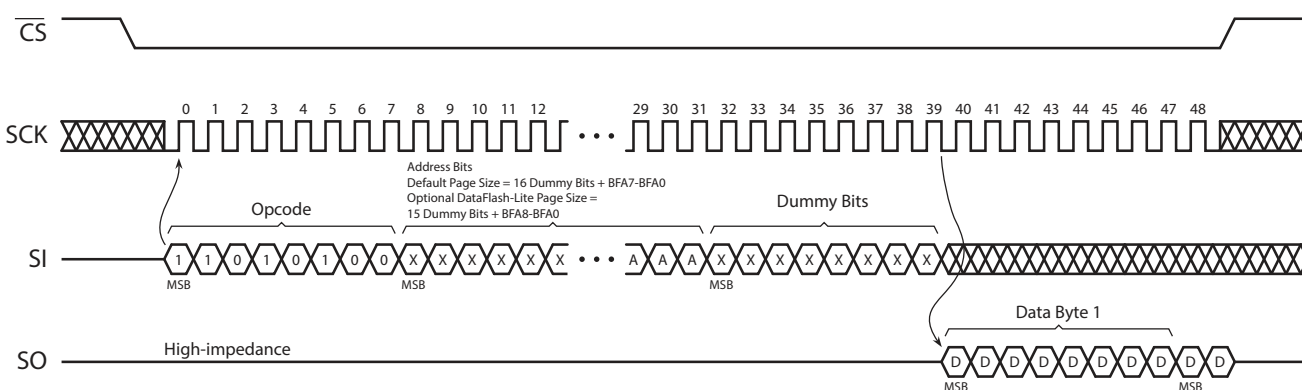 CS
0 1 2 3 4 5 6 7 8 9 10 11 12 29 30 31 32 33 34 35 36 37 38 39 40 41 42 43 44 45 46 47 48
SCK
Address Bits
Default Page Size = 16 Dummy Bits + BFA7-BFA0
Optional DataFlash-Lite Page Size =
15 Dummy Bits + BFA8-BFA0
Opcode
Dummy Bits
SI 1 1 0 1 0 1 0 0 X X X X X X ••• A A A X X X X X X X X
MSB MSB MSB
Data Byte 1
High-impedance
SO D D D D D D D D D D
MSB MSB